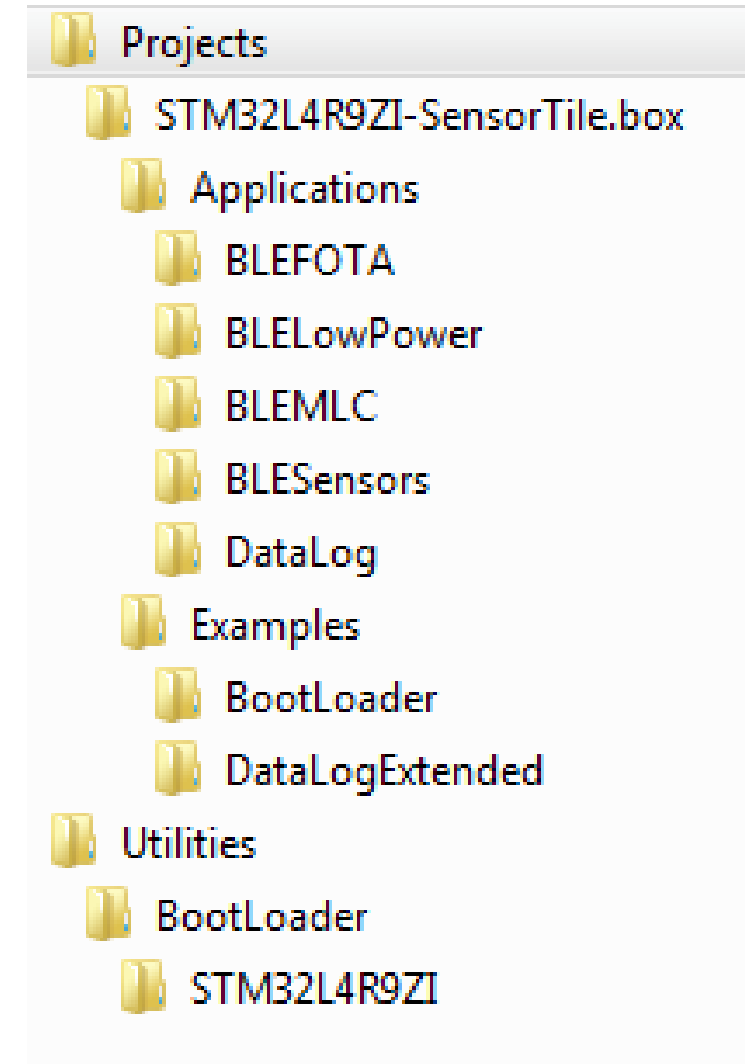 Projects
STM32L4R9ZI-SensorTile.box
Applications
BLEFOTA
BLELowPower
BLEMLC
BLESensors
DataLog
Examples
BootLoader
DataLogExtended
Utilities
BootLoader
STM32L4R9ZI